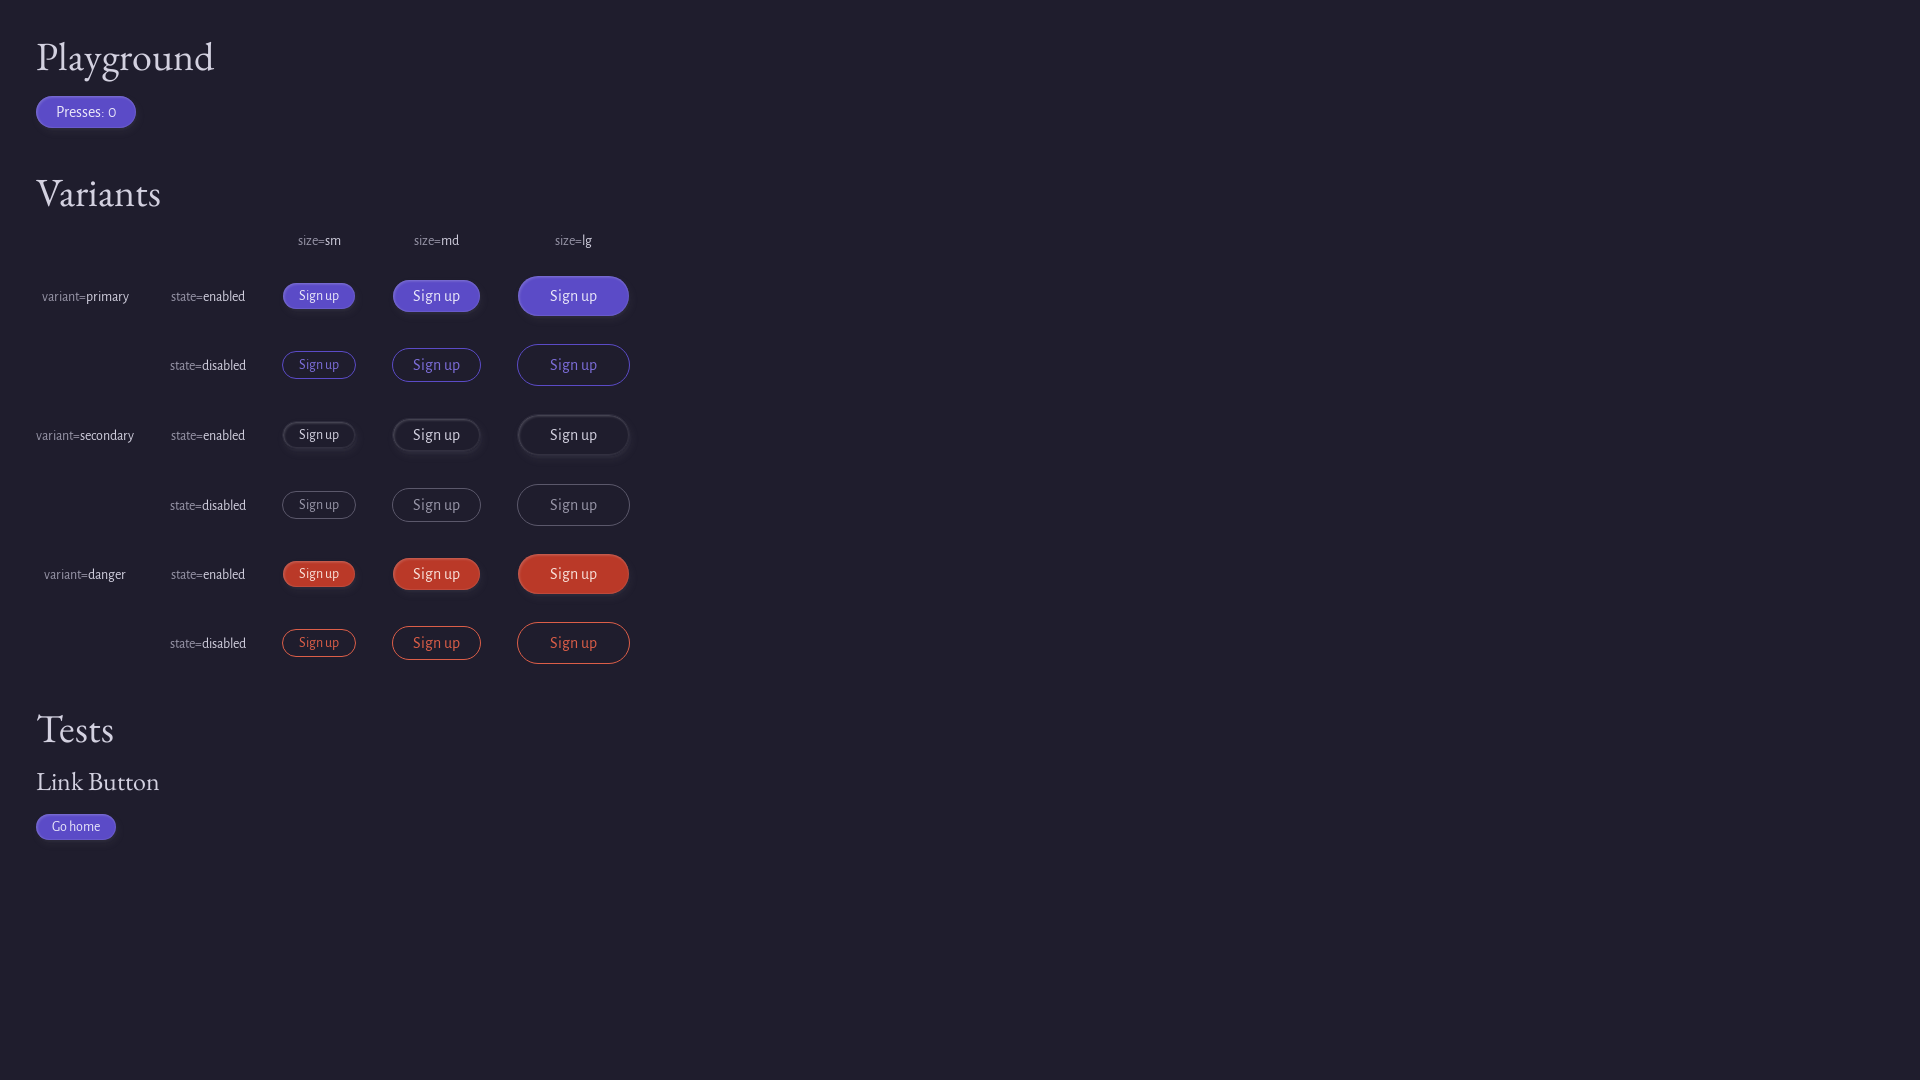 Playground
Presses: 0
Variants
size=sm size=md size=lg
variant=primary state=enabled Sign up Sign up Sign up
state=disabled Sign up Sign up Sign up
variant=secondary state=enabled Sign up Sign up Sign up
state=disabled Sign up Sign up Sign up
variant=danger state=enabled Sign up Sign up Sign up
state=disabled Sign up Sign up Sign up
Tests
Link Button
Go home